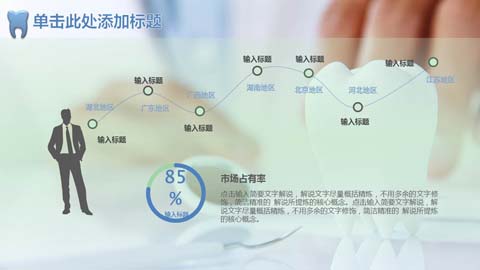 单击此处添加标题
输入标题
湖北地区
输入标题
输入标题
广东地区
广西地区
输入标题
输入标题
湖南地区
输入标题
北京地区
河北地区
输入标题
江苏地区
85
%
输入标题
市场占有率
点击输入简要文字解说，解说文字尽量概括精炼，不用多余的文字修
饰，简洁精准的 解说所提炼的核心概念。点击输入简要文字解说，解
说文字尽量概括精炼，不用多余的文字修饰，简洁精准的 解说所提炼
的核心概念。